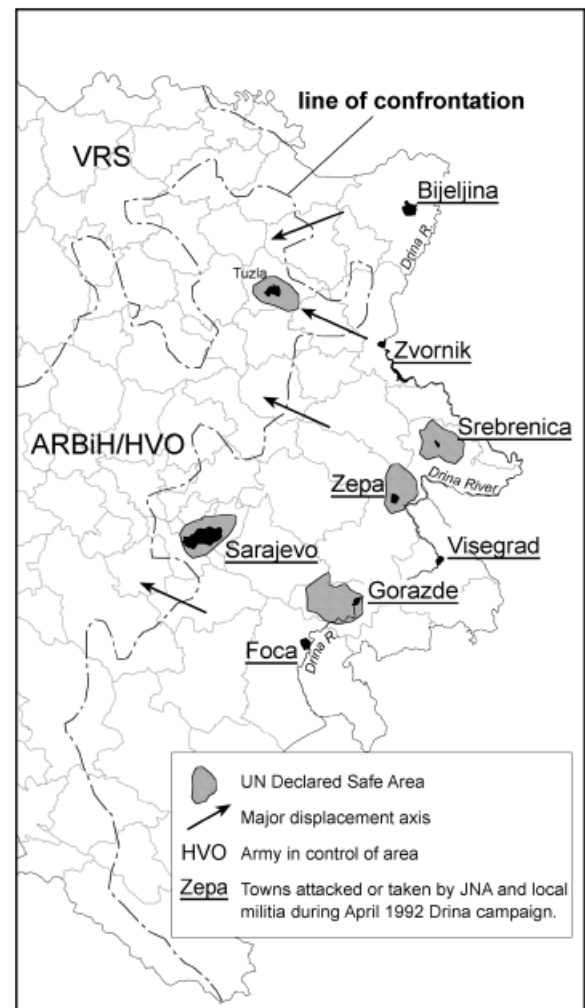 line of confrontation
VRS
Bijeljina
Drina R.
Tuzla
Zvornik
Srebrenica
ARBiH/HVO
Zepa
Drina River
Sarajevo
Visegrad
Gorazde
Foca
Drina R.
UN Declared Safe Area
Major displacement axis
HVO Army in control of area
Zepa Towns attacked or taken by JNA and local
militia during April 1992 Drina campaign.